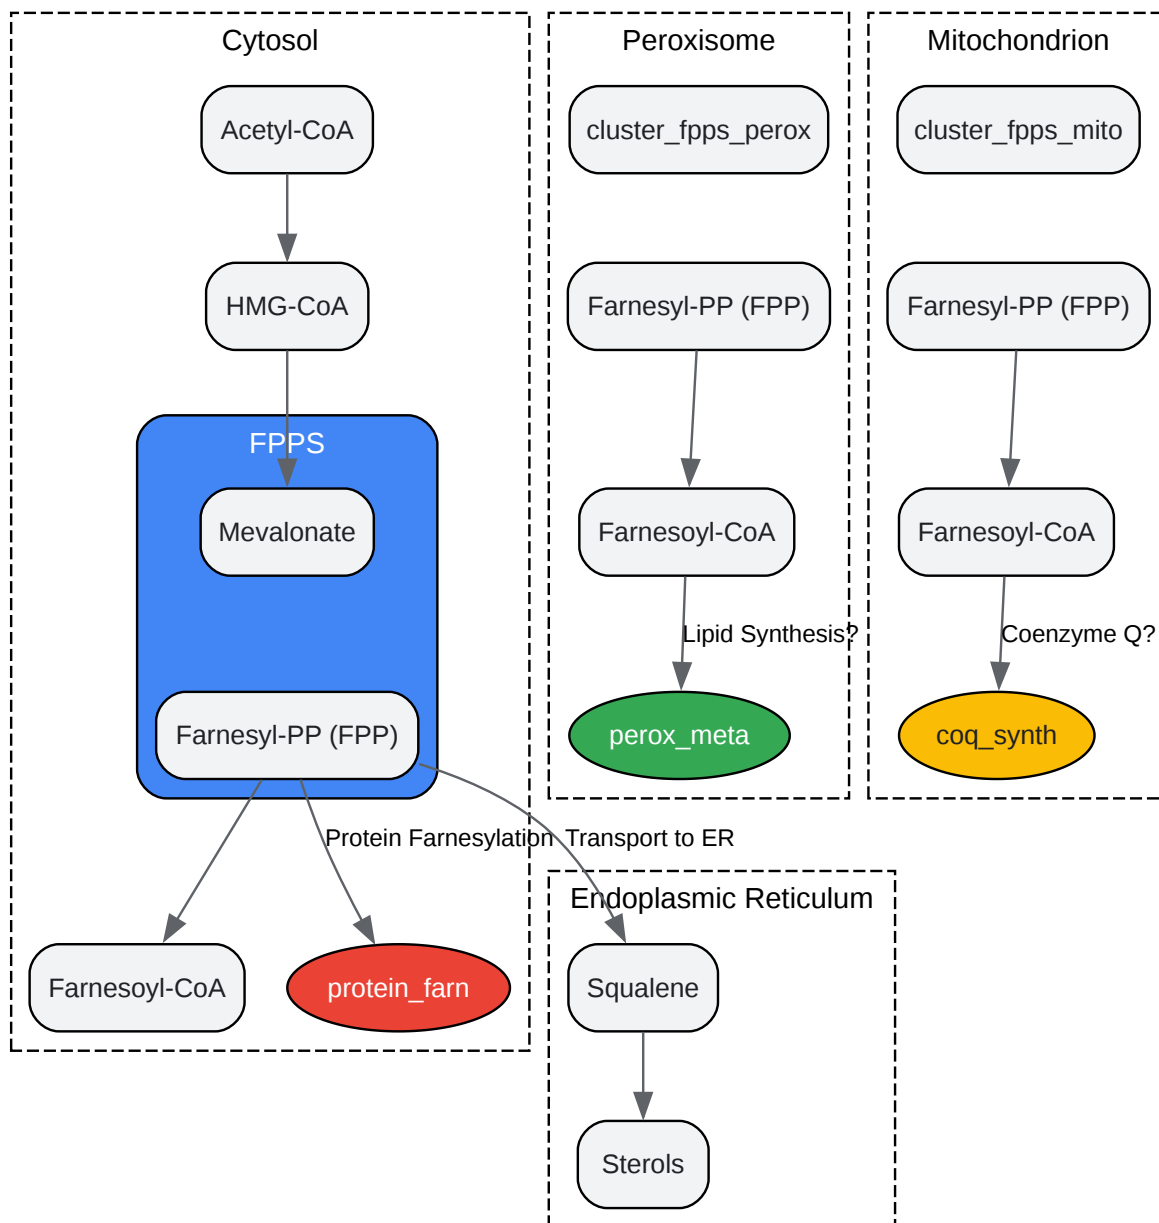 Cytosol
Acetyl-CoA
HMG-CoA
FPPS
Mevalonate
Farnesyl-PP (FPP)
Protein Farnesylation
Transport to ER
Farnesoyl-CoA
protein_farn
Peroxisome
cluster_fpps_perox
Farnesyl-PP (FPP)
Farnesoyl-CoA
Lipid Synthesis?
perox_meta
Mitochondrion
cluster_fpps_mito
Farnesyl-PP (FPP)
Farnesoyl-CoA
Coenzyme Q?
coq_synth
Endoplasmic Reticulum
Squalene
Sterols